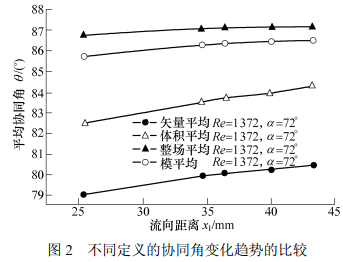 88
87
86
85
84
83
82
81
80
79
平均协同角 θ/(°)
矢量平均 Re=1372, α=72°
体积平均 Re=1372, α=72°
整场平均 Re=1372, α=72°
模平均 Re=1372, α=72°
25 30 35 40 45
流向距离 x₁/mm
图 2 不同定义的协同角变化趋势的比较